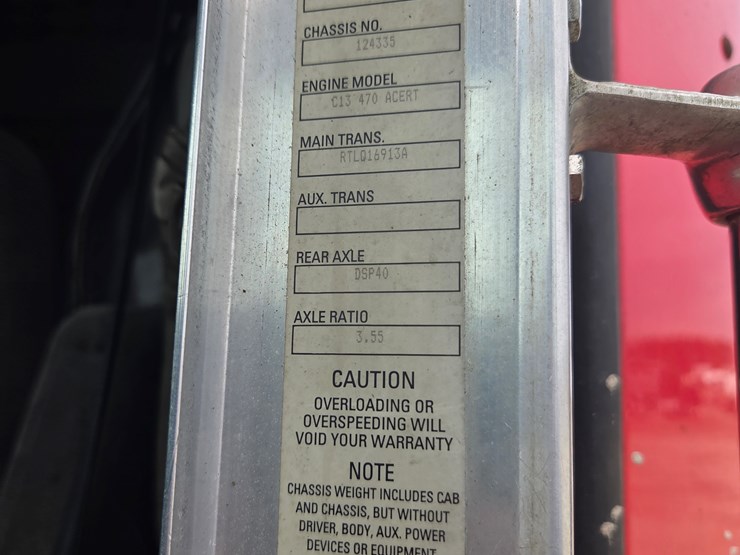 CHASSIS NO.
124335
ENGINE MODEL
C13 470 ACERT
MAIN TRANS.
RTLO16913A
AUX. TRANS
REAR AXLE
DSP40
AXLE RATIO
3.55
CAUTION
OVERLOADING OR
OVERSPEEDING WILL
VOID YOUR WARRANTY
NOTE
CHASSIS WEIGHT INCLUDES CAB
AND CHASSIS, BUT WITHOUT
DRIVER, BODY, AUX. POWER
DEVICES OR EQUIPMENT